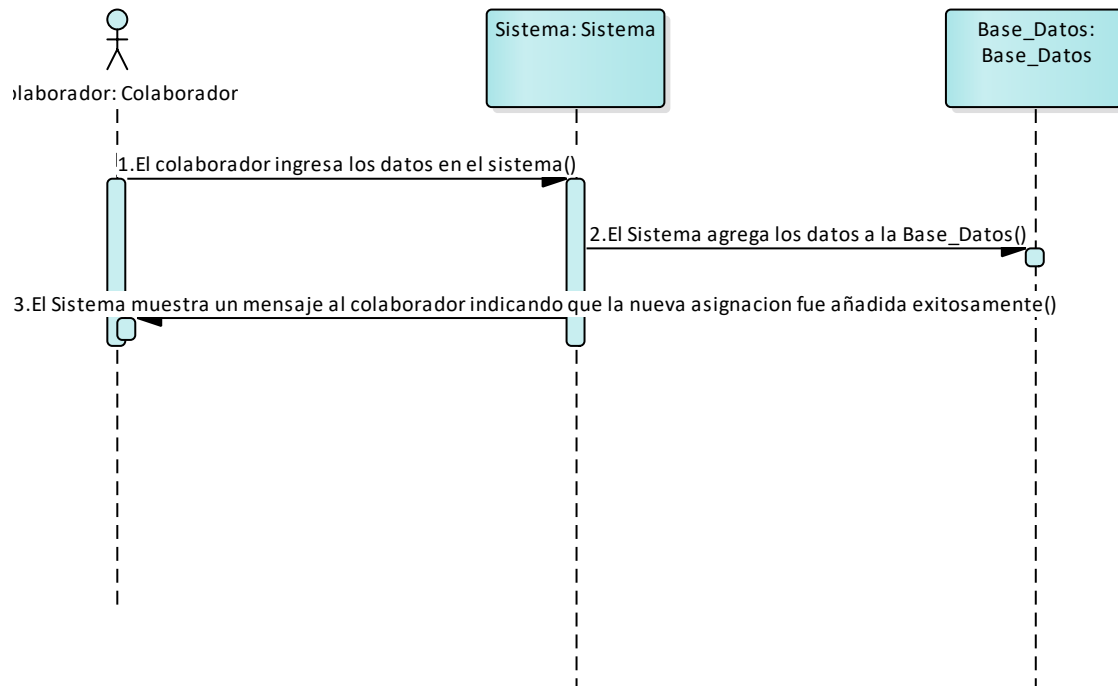 Sistema: Sistema
Base_Datos:
Base_Datos
olaborador: Colaborador
1.El colaborador ingresa los datos en el sistema()
2.El Sistema agrega los datos a la Base_Datos()
3.El Sistema muestra un mensaje al colaborador indicando que la nueva asignacion fue añadida exitosamente()